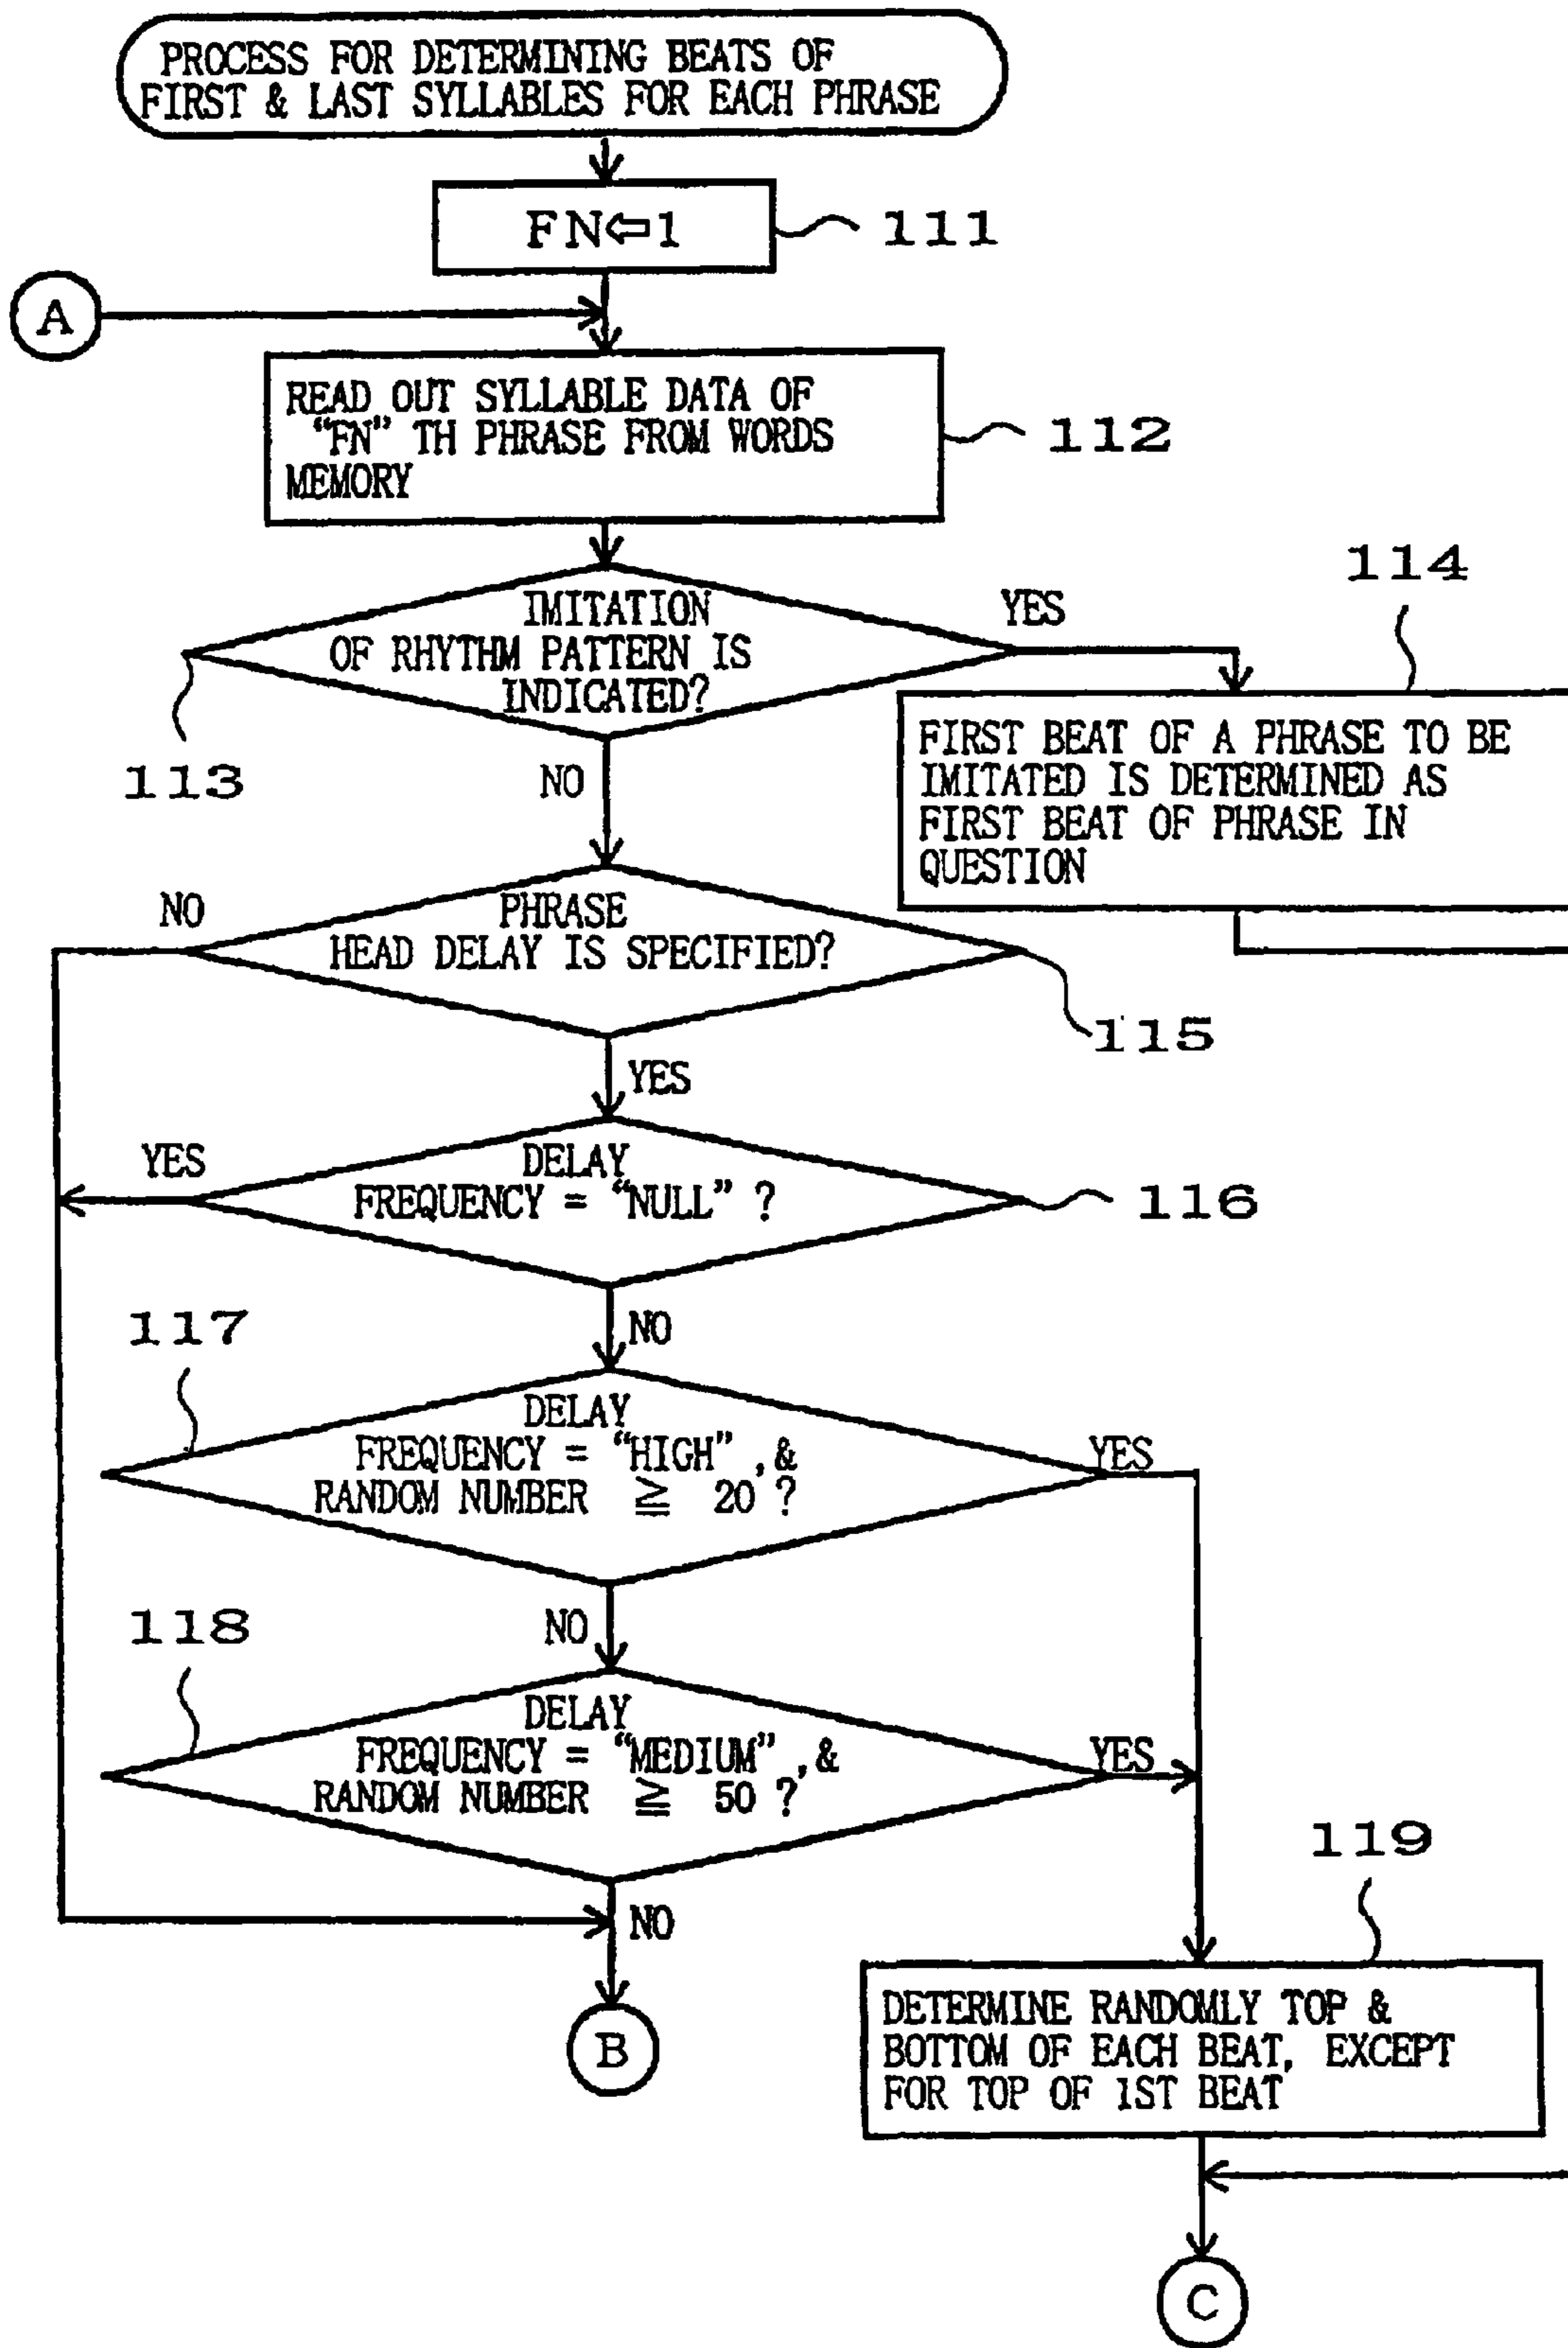 PROCESS FOR DETERMINING BEATS OF
FIRST & LAST SYLLABLES FOR EACH PHRASE
FN⇦1
111
A
READ OUT SYLLABLE DATA OF
“FN” TH PHRASE FROM WORDS
MEMORY
112
IMITATION
OF RHYTHM PATTERN IS
INDICATED?
YES
114
113
NO
FIRST BEAT OF A PHRASE TO BE
IMITATED IS DETERMINED AS
FIRST BEAT OF PHRASE IN
QUESTION
NO
PHRASE
HEAD DELAY IS SPECIFIED?
115
YES
YES
DELAY
FREQUENCY = “NULL” ?
116
NO
117
DELAY
FREQUENCY = “HIGH” ,&
RANDOM NUMBER ≧ 20 ?
YES
NO
118
DELAY
FREQUENCY = “MEDIUM” ,&
RANDOM NUMBER ≧ 50 ?
YES
NO
119
B
DETERMINE RANDOMLY TOP &
BOTTOM OF EACH BEAT, EXCEPT
FOR TOP OF 1ST BEAT
C